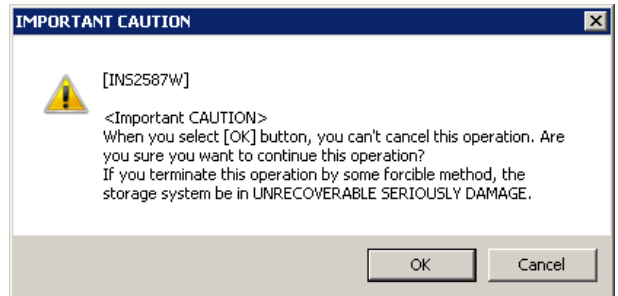 IMPORTANT CAUTION
[INS2587W]
<Important CAUTION>
When you select [OK] button, you can't cancel this operation. Are
you sure you want to continue this operation?
If you terminate this operation by some forcible method, the
storage system be in UNRECOVERABLE SERIOUSLY DAMAGE.
OK
Cancel